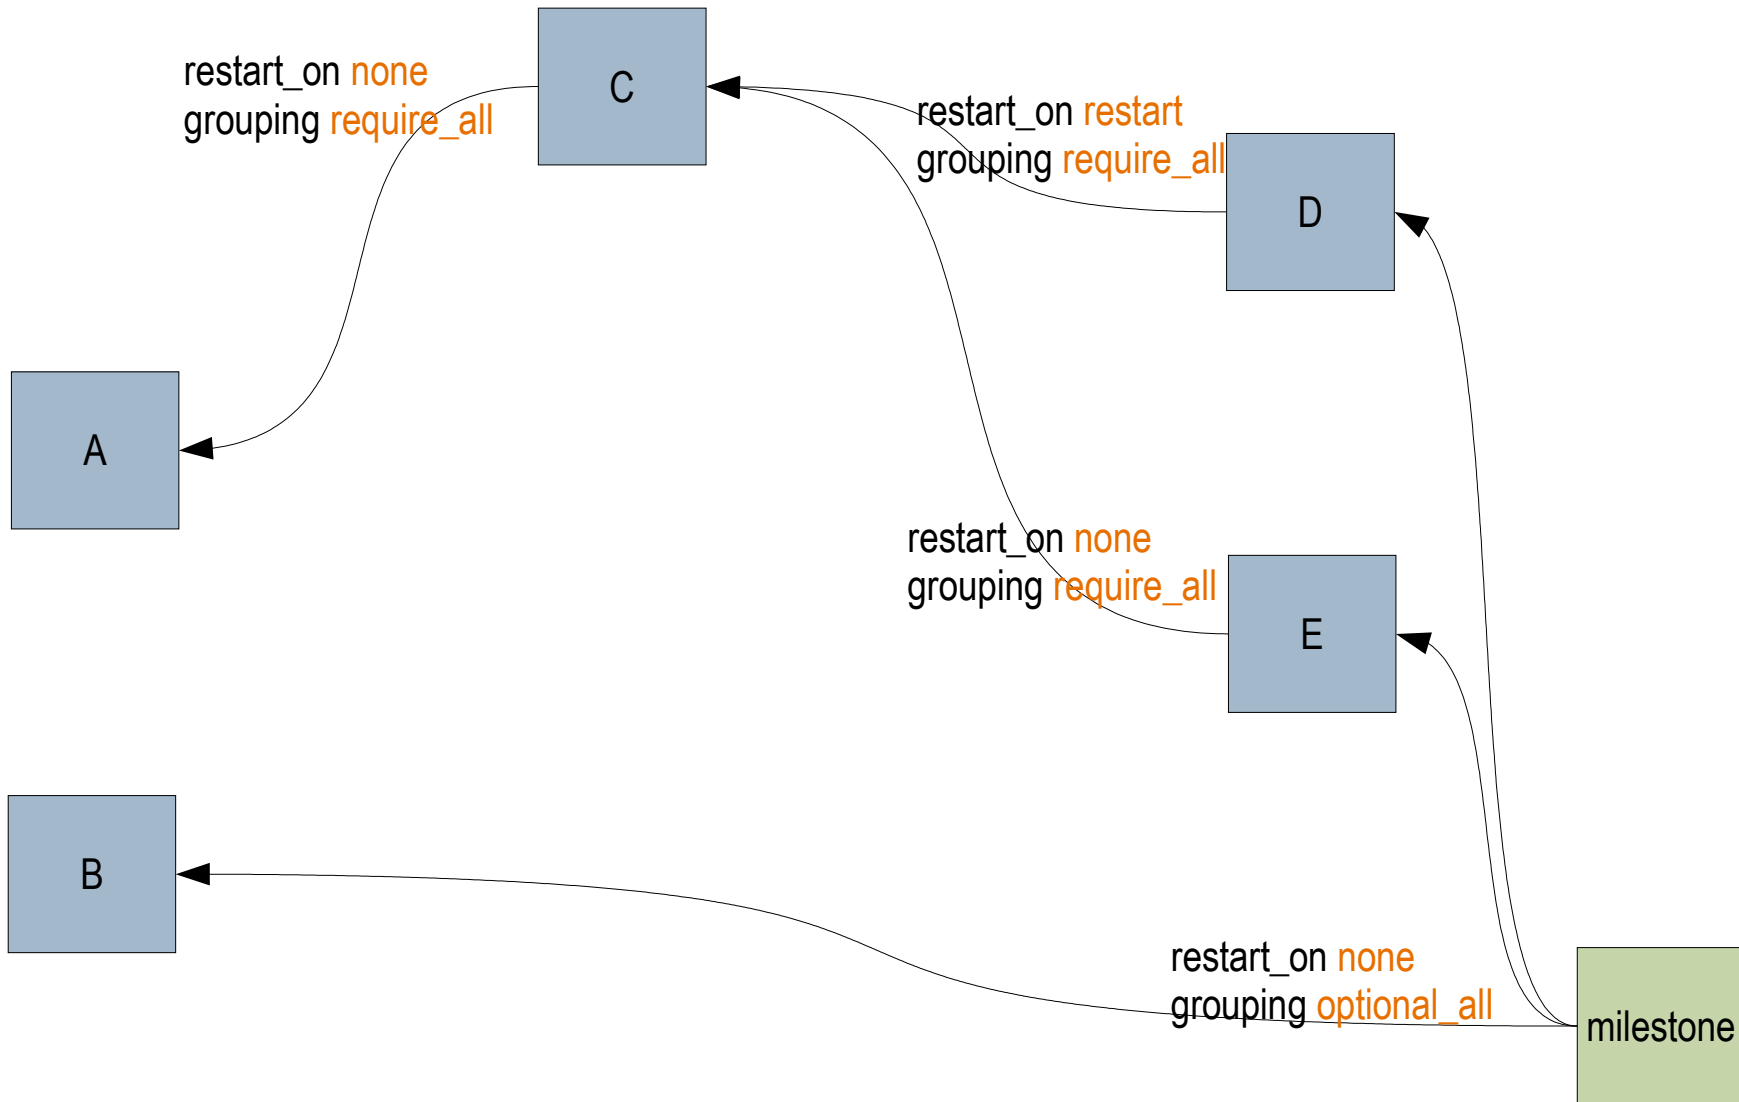 C
restart_on none
grouping require_all
restart_on restart
grouping require_all
D
A
restart_on none
grouping require_all
E
B
restart_on none
grouping optional_all
milestone